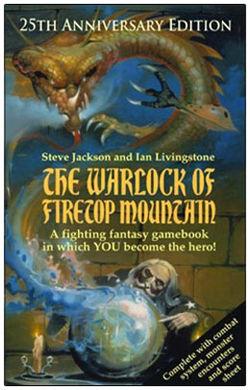 25TH ANNIVERSARY EDITION
Steve Jackson and Ian Livingstone
THE WARLOCK OF
FIRETOP MOUNTAIN
A fighting fantasy gamebook
in which YOU become the hero!
Complete with combat
system, monster
encounters
and score
sheet